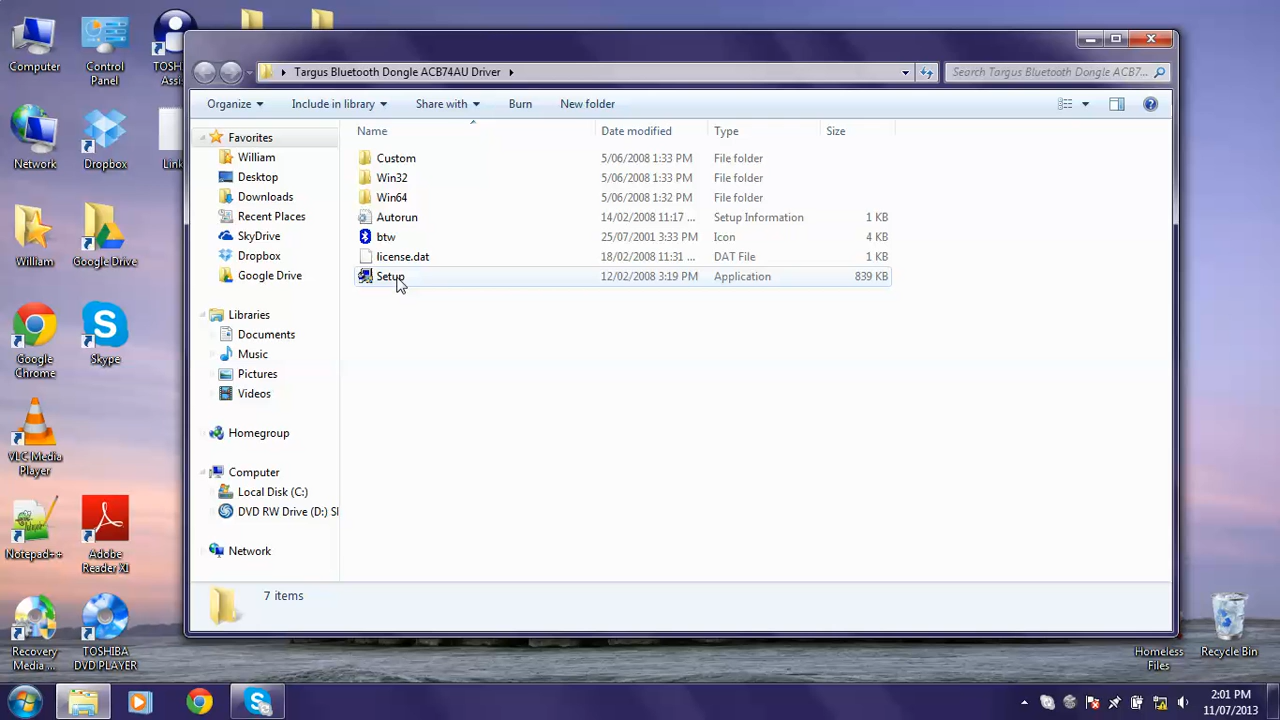 Computer
Control Panel
TOSH Assi
Network
Dropbox
Link
William
Google Drive
Google Chrome
Skype
VLC Media Player
Notepad++
Adobe Reader XI
Recovery Media ...
TOSHIBA DVD PLAYER
Targus Bluetooth Dongle ACB74AU Driver
Search Targus Bluetooth Dongle ACB7...
Organize
Include in library
Share with
Burn
New folder
Favorites
William
Desktop
Downloads
Recent Places
SkyDrive
Dropbox
Google Drive
Libraries
Documents
Music
Pictures
Videos
Homegroup
Computer
Local Disk (C:)
DVD RW Drive (D:) SI
Network
Name Date modified Type Size
Custom 5/06/2008 1:33 PM File folder
Win32 5/06/2008 1:33 PM File folder
Win64 5/06/2008 1:32 PM File folder
Autorun 14/02/2008 11:17 ... Setup Information 1 KB
btw 25/07/2001 3:33 PM Icon 4 KB
license.dat 18/02/2008 11:31 ... DAT File 1 KB
Setup 12/02/2008 3:19 PM Application 839 KB
7 items
Homeless Files
Recycle Bin
2:01 PM
11/07/2013